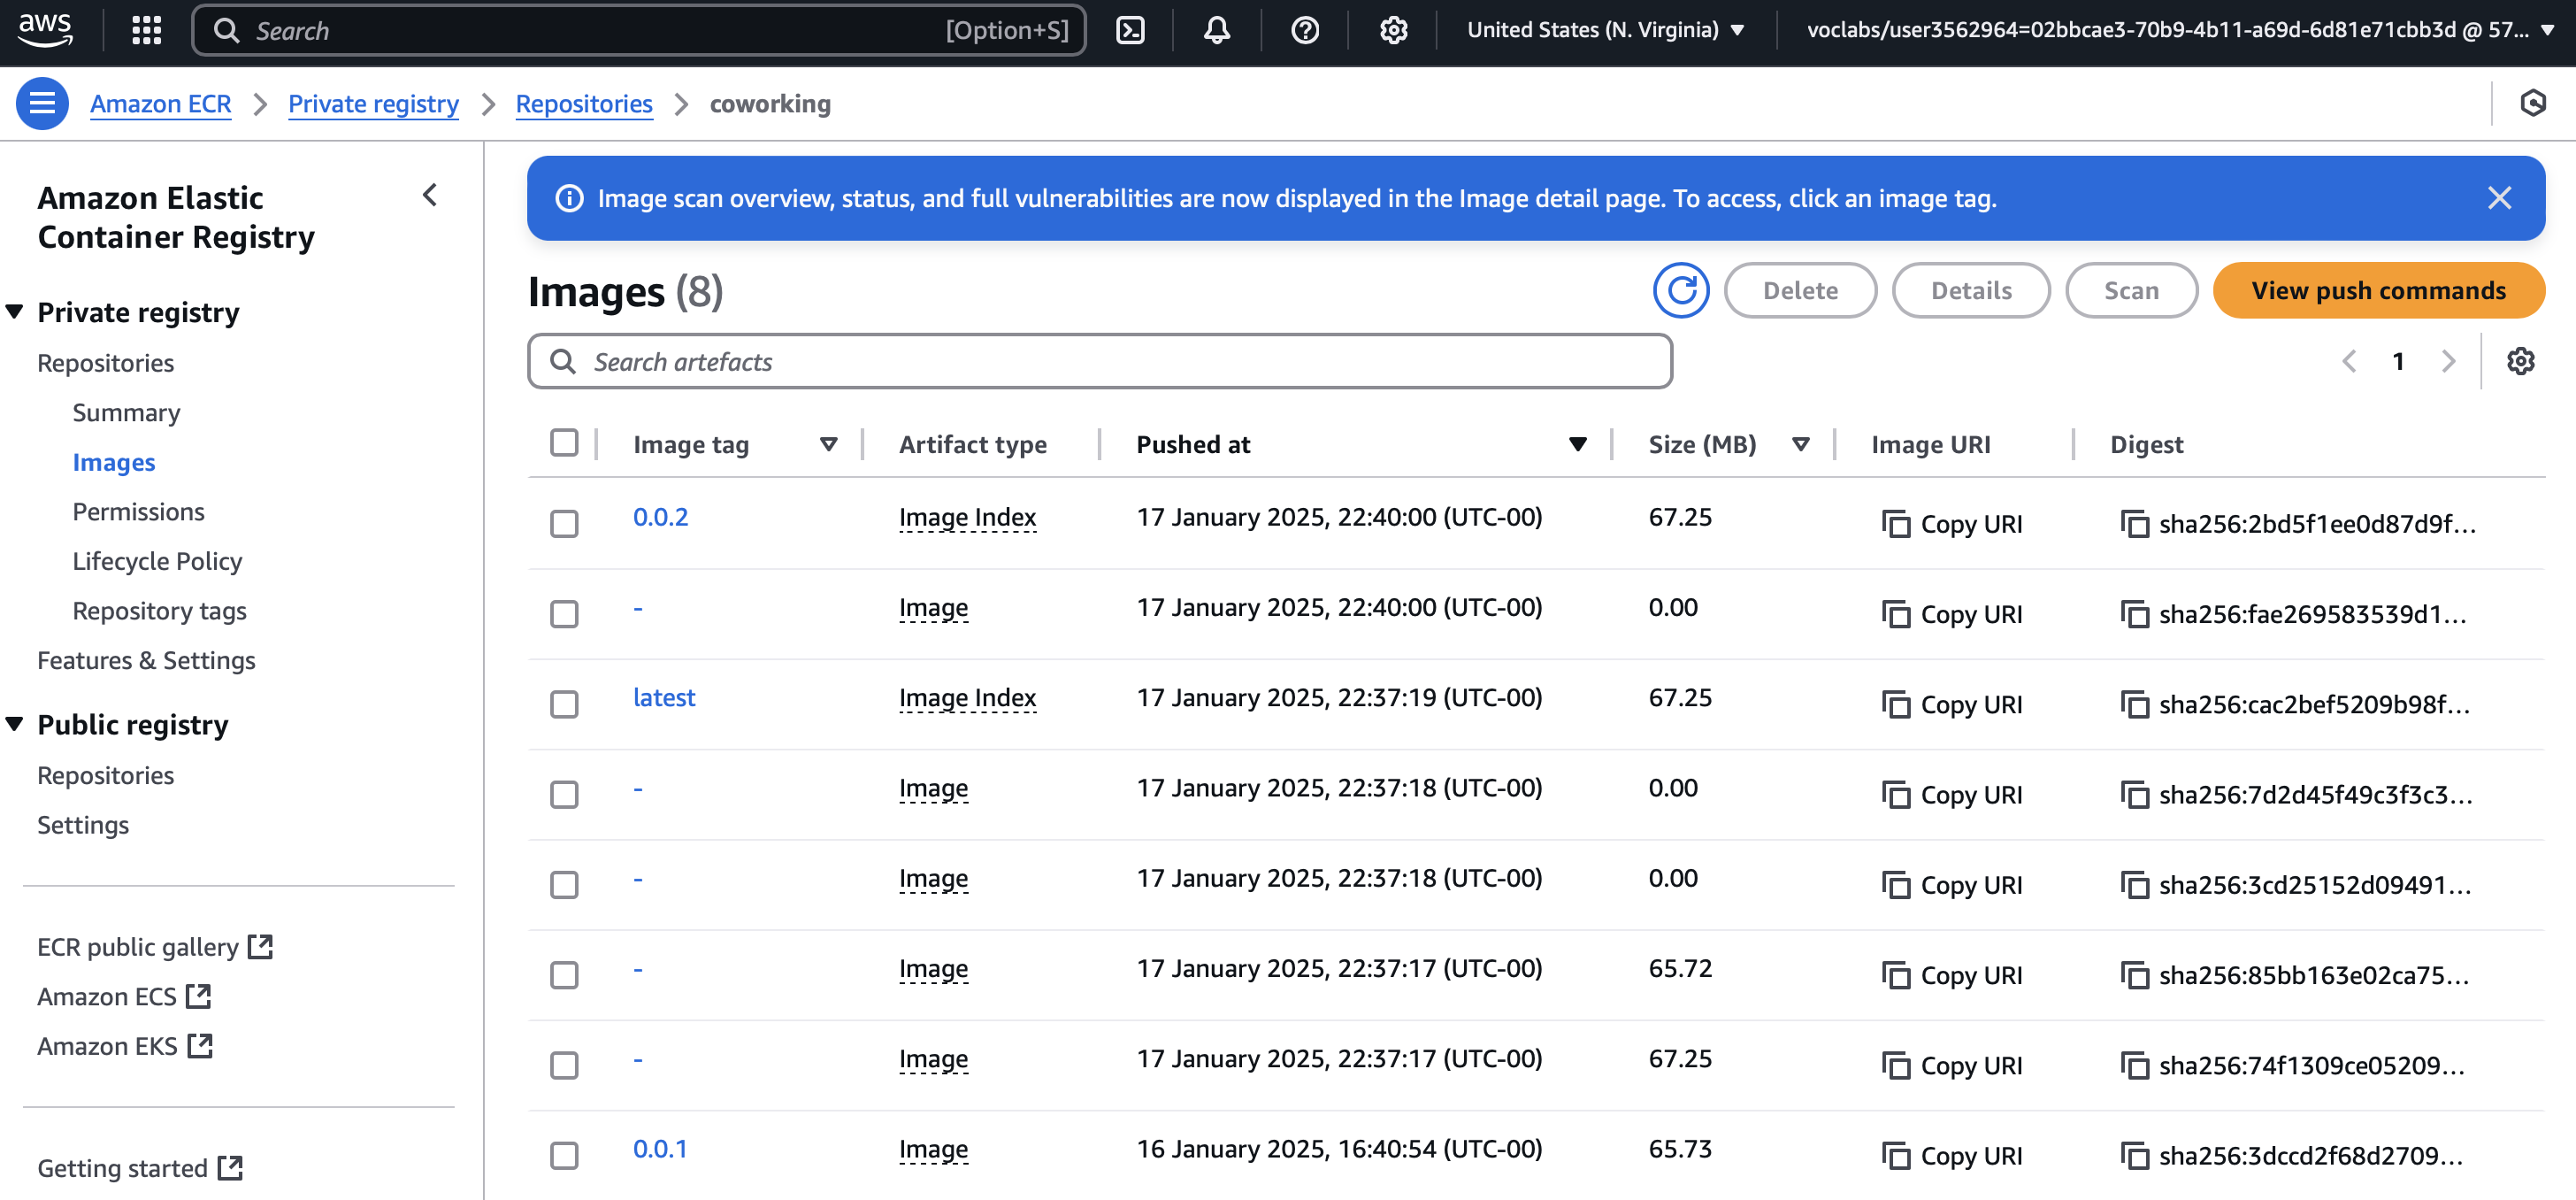 aws
Search [Option+S]
United States (N. Virginia)
voclabs/user3562964=02bbcae3-70b9-4b11-a69d-6d81e71cbb3d @ 57...
Amazon ECR > Private registry > Repositories > coworking
Amazon Elastic
Container Registry
Private registry
Repositories
Summary
Images
Permissions
Lifecycle Policy
Repository tags
Features & Settings
Public registry
Repositories
Settings
ECR public gallery
Amazon ECS
Amazon EKS
Getting started
Image scan overview, status, and full vulnerabilities are now displayed in the Image detail page. To access, click an image tag.
Images (8)
Delete
Details
Scan
View push commands
Search artefacts
1
Image tag Artifact type Pushed at Size (MB) Image URI Digest
0.0.2 Image Index 17 January 2025, 22:40:00 (UTC-00) 67.25 Copy URI sha256:2bd5f1ee0d87d9f...
- Image 17 January 2025, 22:40:00 (UTC-00) 0.00 Copy URI sha256:fae269583539d1...
latest Image Index 17 January 2025, 22:37:19 (UTC-00) 67.25 Copy URI sha256:cac2bef5209b98f...
- Image 17 January 2025, 22:37:18 (UTC-00) 0.00 Copy URI sha256:7d2d45f49c3f3c3...
- Image 17 January 2025, 22:37:18 (UTC-00) 0.00 Copy URI sha256:3cd25152d09491...
- Image 17 January 2025, 22:37:17 (UTC-00) 65.72 Copy URI sha256:85bb163e02ca75...
- Image 17 January 2025, 22:37:17 (UTC-00) 67.25 Copy URI sha256:74f1309ce05209...
0.0.1 Image 16 January 2025, 16:40:54 (UTC-00) 65.73 Copy URI sha256:3dccd2f68d2709...